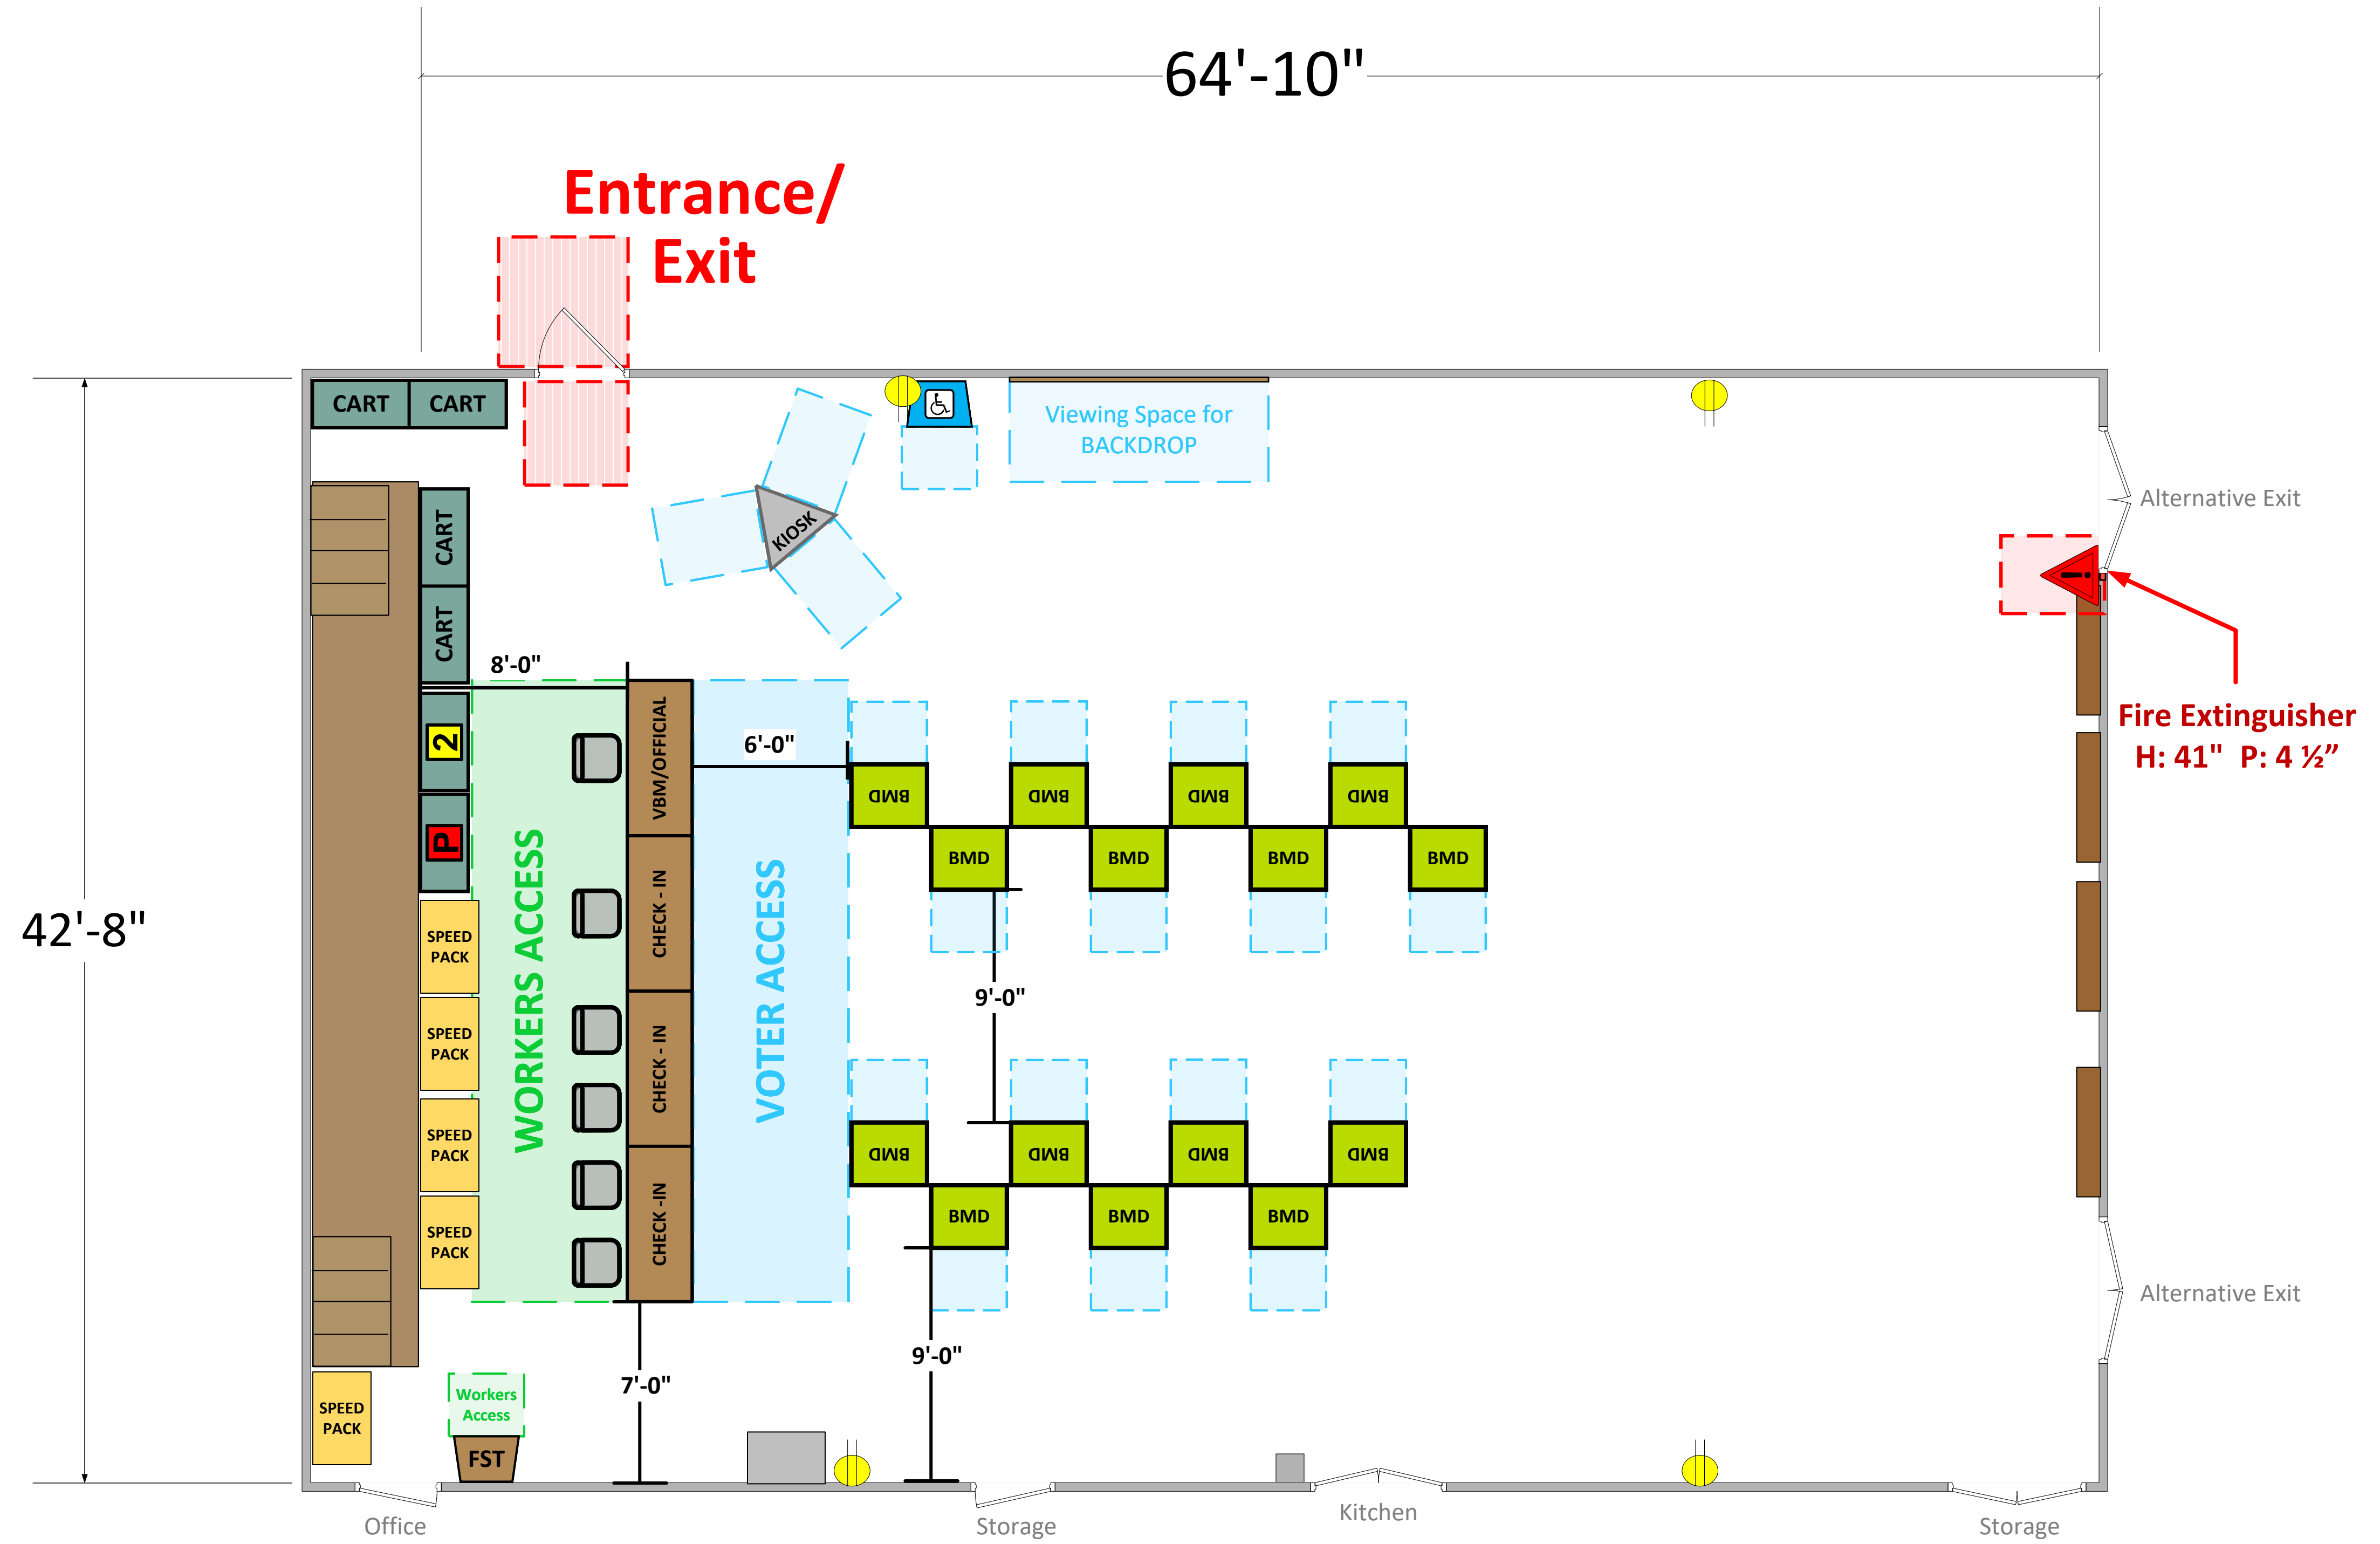 64'-10"
Entrance/
Exit
CART
CART
Viewing Space for
BACKDROP
Alternative Exit
KIOSK
CART
CART
Fire Extinguisher
H: 41"  P: 4 ½”
8'-0"
6'-0"
VBM/OFFICIAL
2
P
BMD
BMD
BMD
BMD
BMD
BMD
BMD
BMD
42'-8"
WORKERS ACCESS
VOTER ACCESS
CHECK - IN
CHECK - IN
CHECK -IN
SPEED
PACK
SPEED
PACK
SPEED
PACK
SPEED
PACK
9'-0"
BMD
BMD
BMD
BMD
BMD
BMD
BMD
Alternative Exit
9'-0"
7'-0"
SPEED
PACK
Workers
Access
FST
Office
Storage
Kitchen
Storage